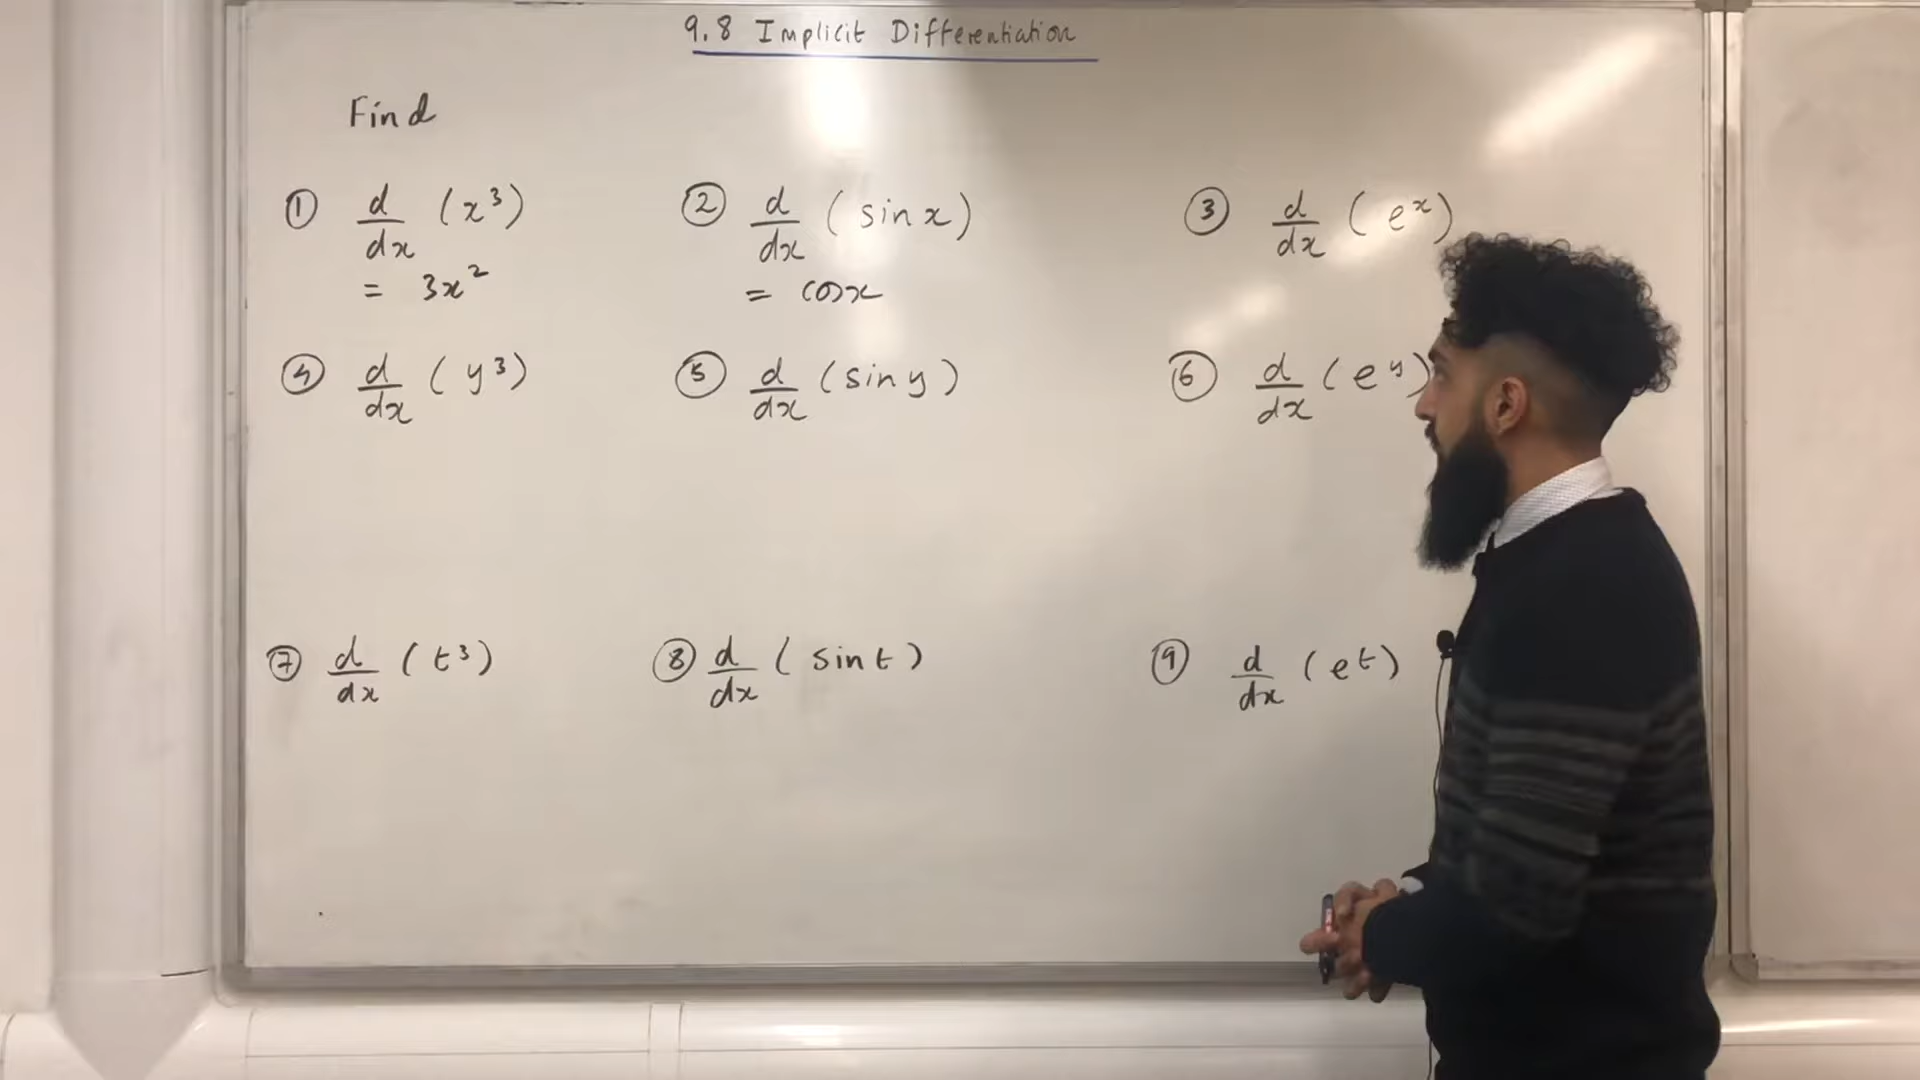 9.8 Implicit Differentiation
Find
① d/dx (x³)
= 3x²
② d/dx (sin x)
= cos x
③ d/dx (eˣ)
④ d/dx (y³)
⑤ d/dx (sin y)
⑥ d/dx (eʸ)
⑦ d/dx (t³)
⑧ d/dx (sin t)
⑨ d/dx (eᵗ)